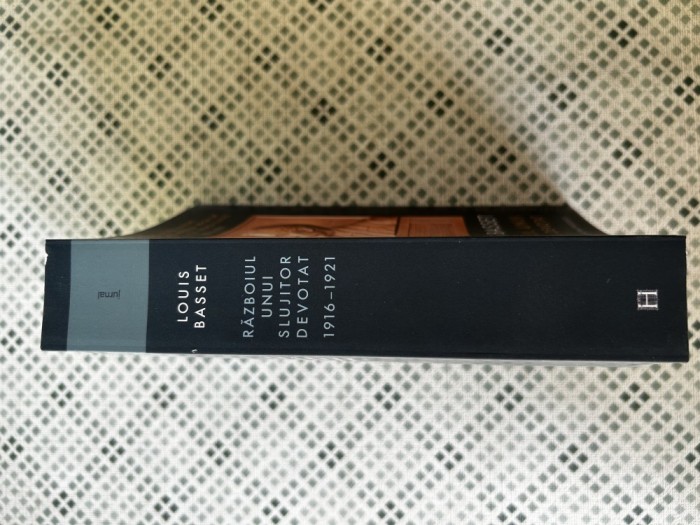 jurnal
LOUIS
BASSET
RĂZBOIUL
UNUI
SLUJITOR
DEVOTAT
1916–1921
H